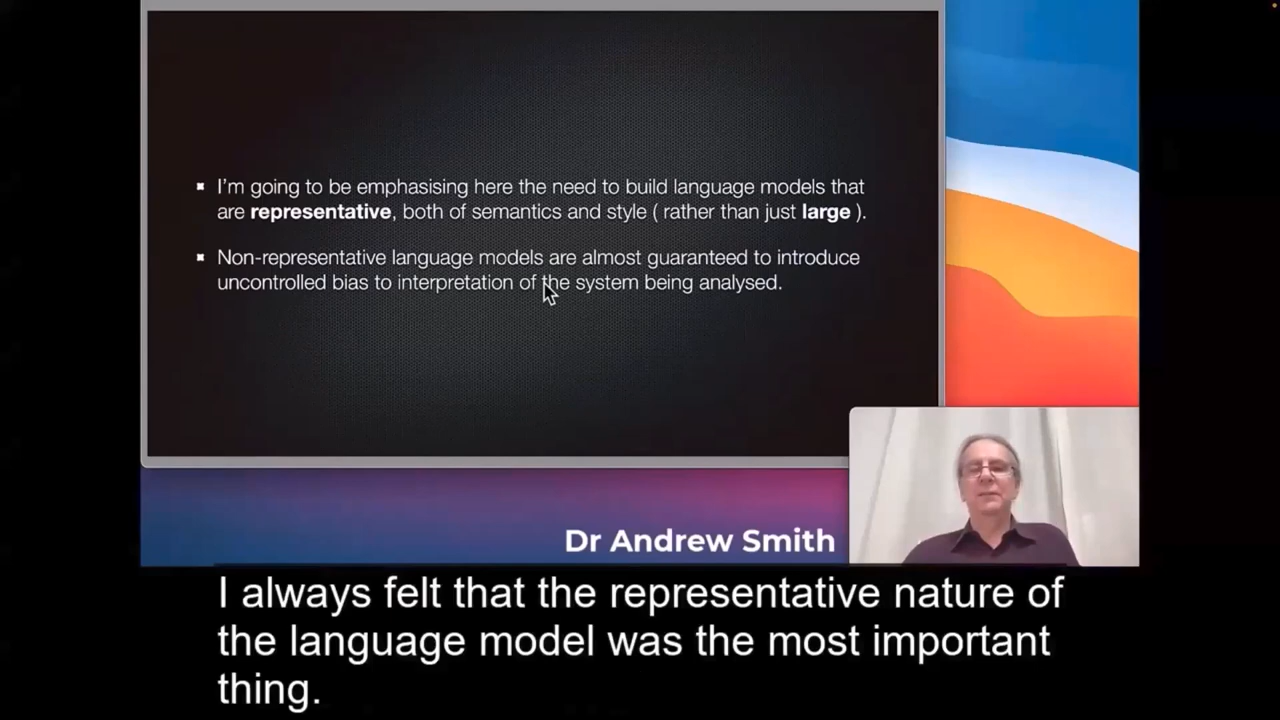 I'm going to be emphasising here the need to build language models that
are representative, both of semantics and style ( rather than just large ).
Non-representative language models are almost guaranteed to introduce
uncontrolled bias to interpretation of the system being analysed.
Dr Andrew Smith
I always felt that the representative nature of
the language model was the most important
thing.